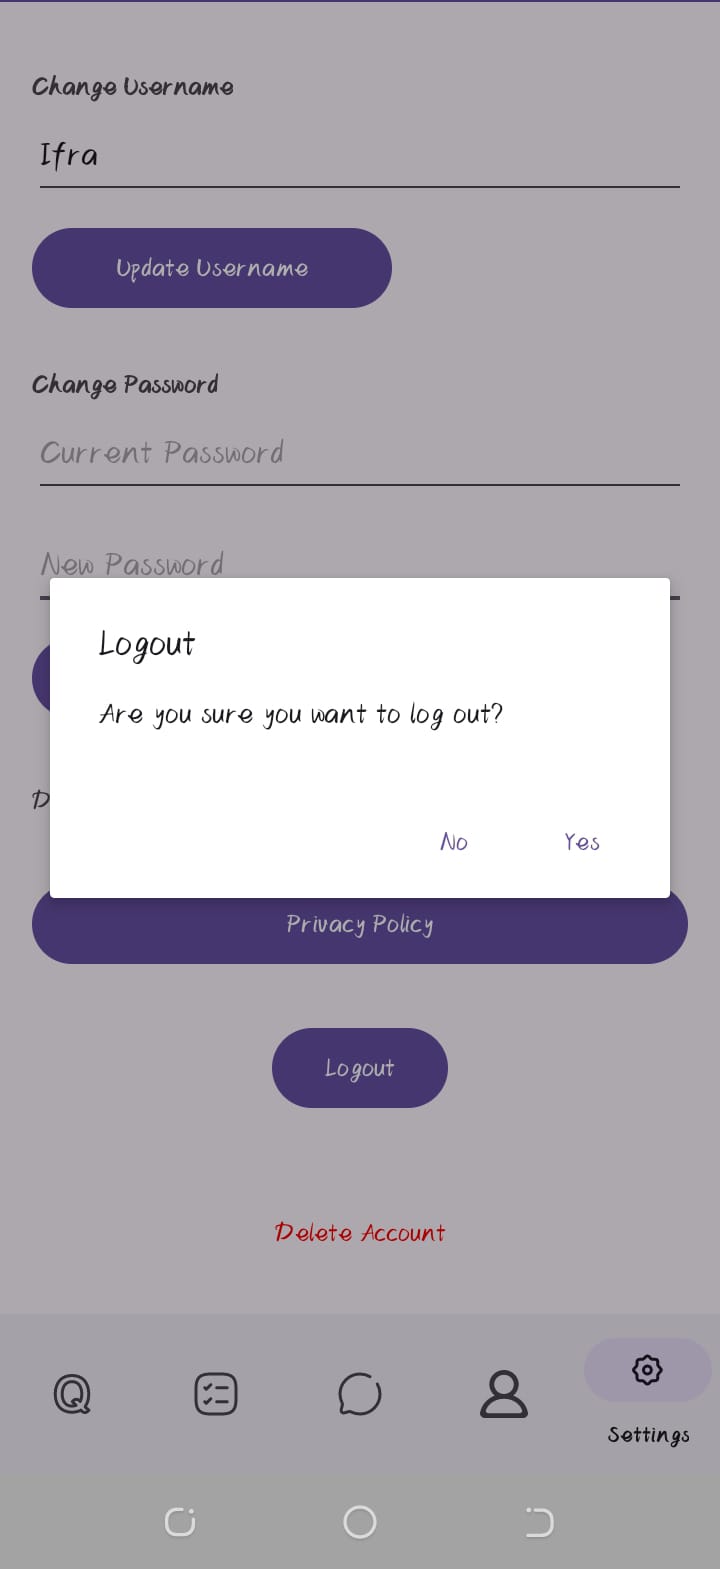 Change Username
Ifra
Update Username
Change Password
Current Password
New Password
Logout
Are you sure you want to log out?
No Yes
Privacy Policy
Logout
Delete Account
Settings